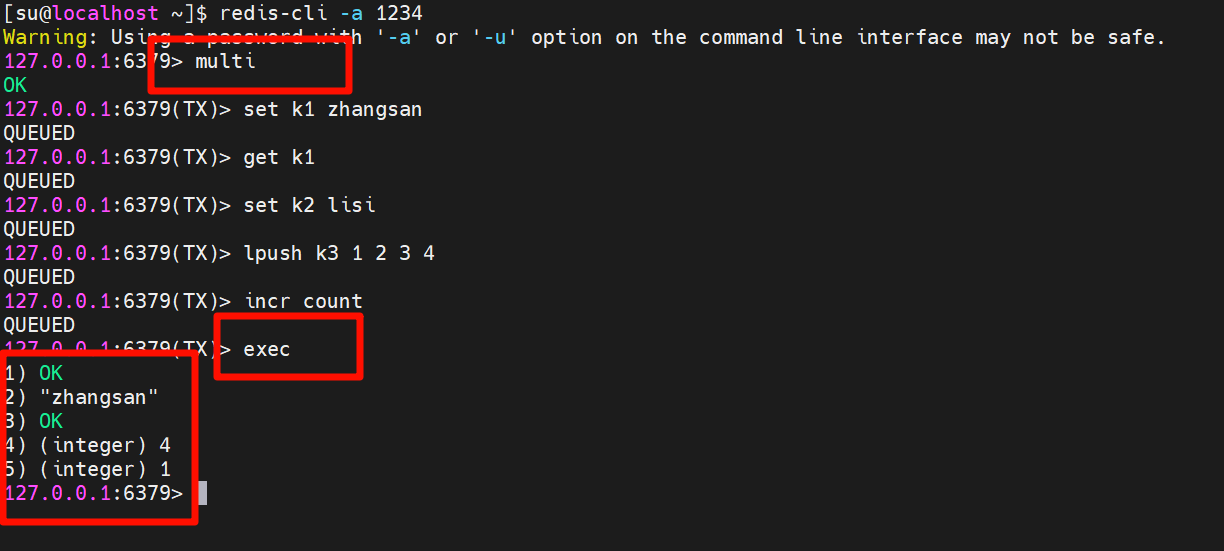 [su@localhost ~]$ redis-cli -a 1234
Warning: Using a password with '-a' or '-u' option on the command line interface may not be safe.
127.0.0.1:6379> multi
OK
127.0.0.1:6379(TX)> set k1 zhangsan
QUEUED
127.0.0.1:6379(TX)> get k1
QUEUED
127.0.0.1:6379(TX)> set k2 lisi
QUEUED
127.0.0.1:6379(TX)> lpush k3 1 2 3 4
QUEUED
127.0.0.1:6379(TX)> incr count
QUEUED
127.0.0.1:6379(TX)> exec
1) OK
2) "zhangsan"
3) OK
4) (integer) 4
5) (integer) 1
127.0.0.1:6379>